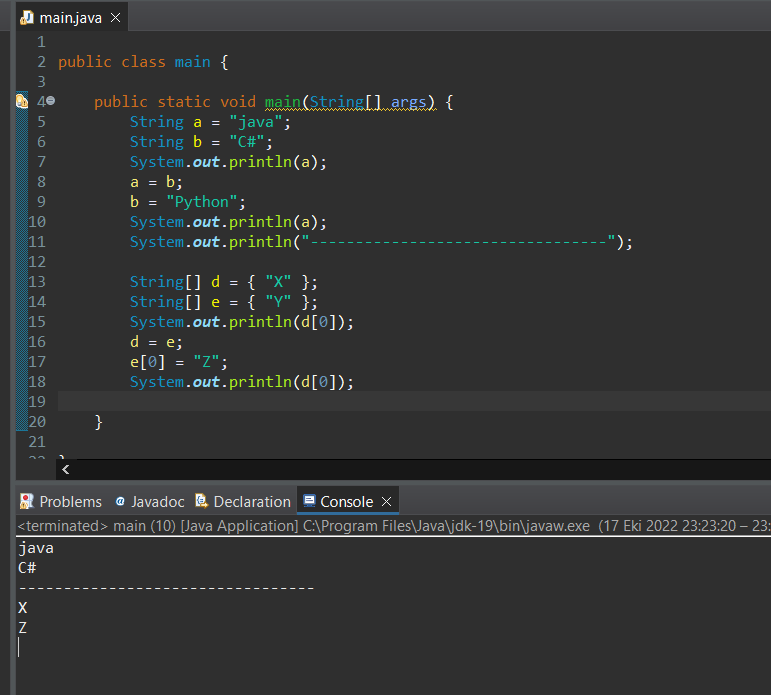 main.java
1
2 public class main {
3
4 public static void main(String[] args) {
5 String a = "java";
6 String b = "C#";
7 System.out.println(a);
8 a = b;
9 b = "Python";
10 System.out.println(a);
11 System.out.println("---------------------------------");
12
13 String[] d = { "X" };
14 String[] e = { "Y" };
15 System.out.println(d[0]);
16 d = e;
17 e[0] = "Z";
18 System.out.println(d[0]);
19
20 }
21
Problems Javadoc Declaration Console
<terminated> main (10) [Java Application] C:\Program Files\Java\jdk-19\bin\javaw.exe (17 Eki 2022 23:23:20 – 23:
java
C#
---------------------------------
X
Z